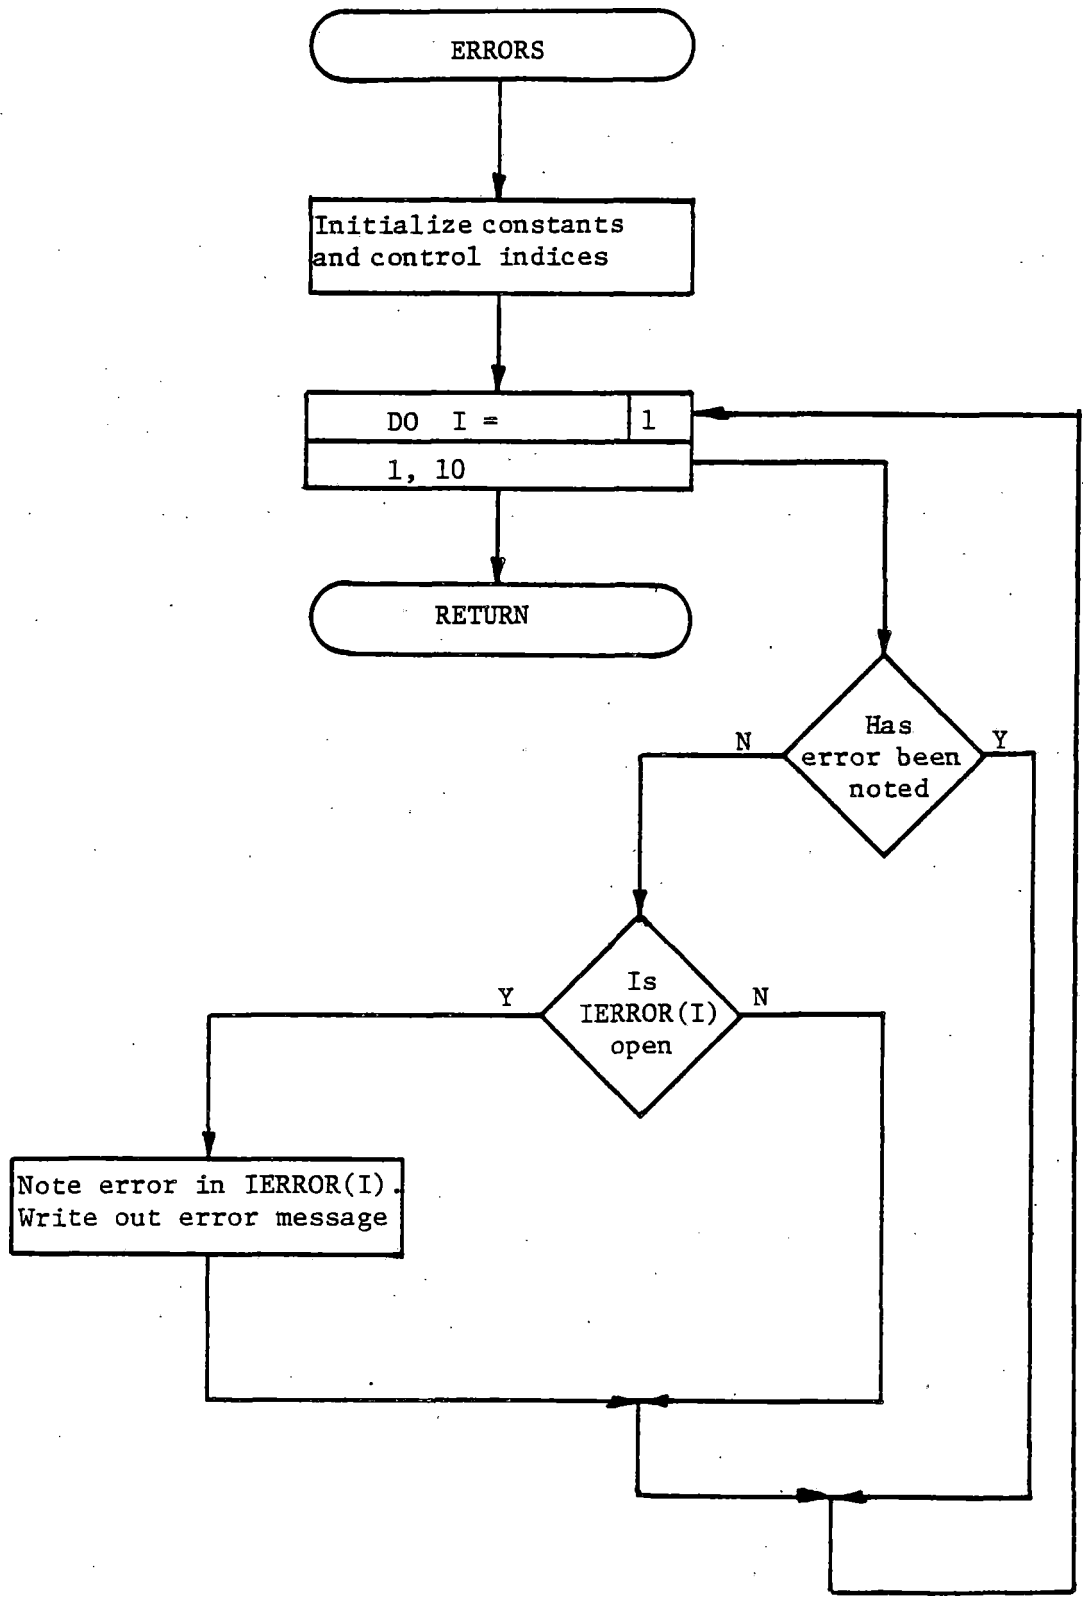 ERRORS
Initialize constants
and control indices
DO I = 1
1, 10
RETURN
Has
error been
noted
N
Y
Is
IERROR(I)
open
Y
N
Note error in IERROR(I).
Write out error message